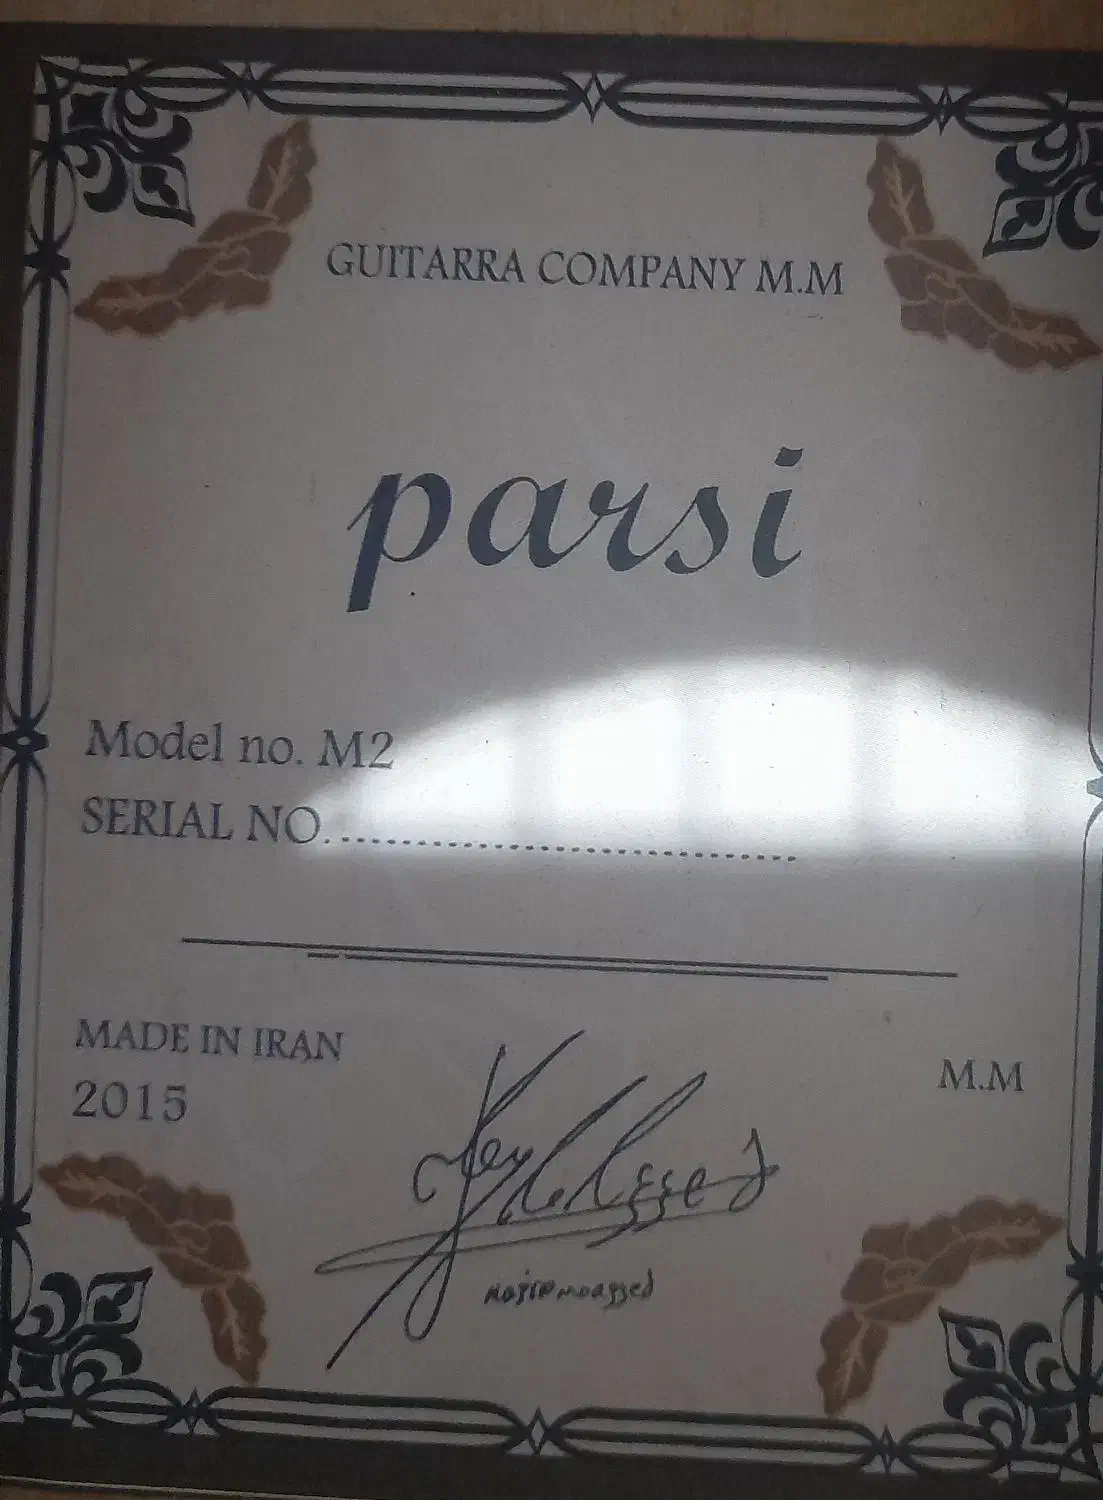 GUITARRA COMPANY M.M
parsi
Model no. M2
SERIAL NO..............................
MADE IN IRAN
2015
M.M